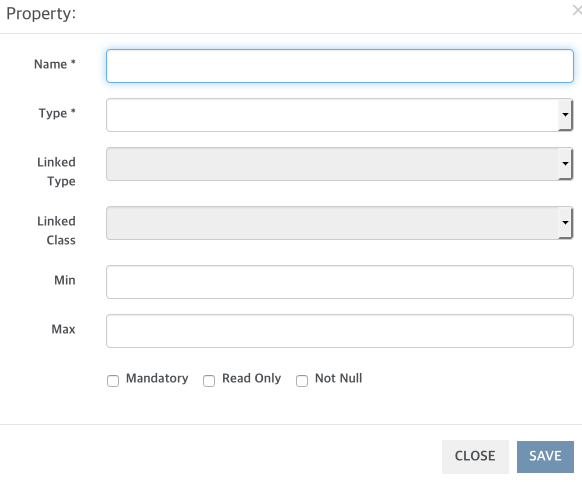 Property:
Name *
Type *
Linked
Type
Linked
Class
Min
Max
Mandatory Read Only Not Null
CLOSE SAVE